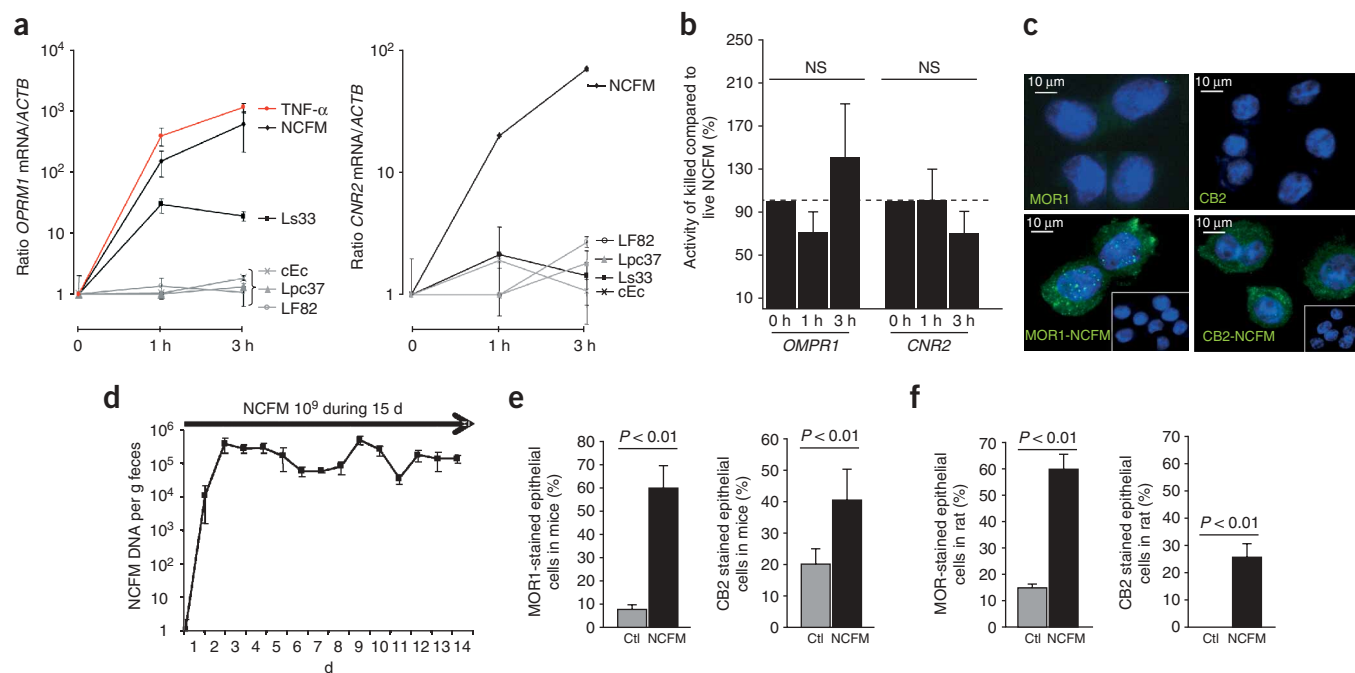 a
Ratio OPRM1 mRNA/ACTB
10⁴
10³
10²
10
1
0
1 h
3 h
TNF-α
NCFM
Ls33
cEc
Lpc37
LF82
Ratio CNR2 mRNA/ACTB
10²
10
1
0
1 h
3 h
NCFM
LF82
Lpc37
Ls33
cEc
b
Activity of killed compared to
live NCFM (%)
250
210
170
130
90
50
10
NS
NS
0 h 1 h 3 h
0 h 1 h 3 h
OMPR1
CNR2
c
10 μm
MOR1
10 μm
CB2
10 μm
MOR1-NCFM
10 μm
CB2-NCFM
d
NCFM 10⁹ during 15 d
NCFM DNA per g feces
10⁶
10⁵
10⁴
10³
10²
10
1
1 2 3 4 5 6 7 8 9 10 11 12 13 14
d
e
MOR1-stained epithelial
cells in mice (%)
80
70
60
50
40
30
20
10
0
P < 0.01
Ctl NCFM
CB2 stained epithelial
cells in mice (%)
60
50
40
30
20
10
0
P < 0.01
Ctl NCFM
f
MOR-stained epithelial
cells in rat (%)
70
60
50
40
30
20
10
0
P < 0.01
Ctl NCFM
CB2 stained epithelial
cells in rat (%)
70
60
50
40
30
20
10
0
P < 0.01
Ctl NCFM